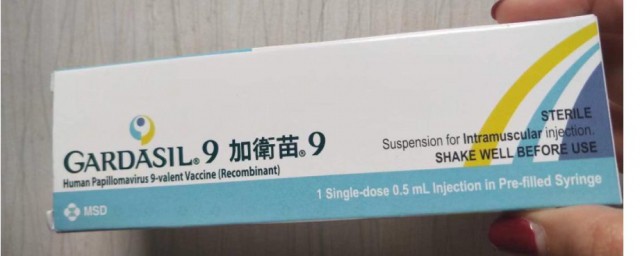 GARDASIL®9 加衛苗®9
Human Papillomavirus 9-valent Vaccine (Recombinant)
MSD
STERILE
Suspension for Intramuscular injection.
SHAKE WELL BEFORE USE
1 Single-dose 0.5 mL Injection in Pre-filled Syringe